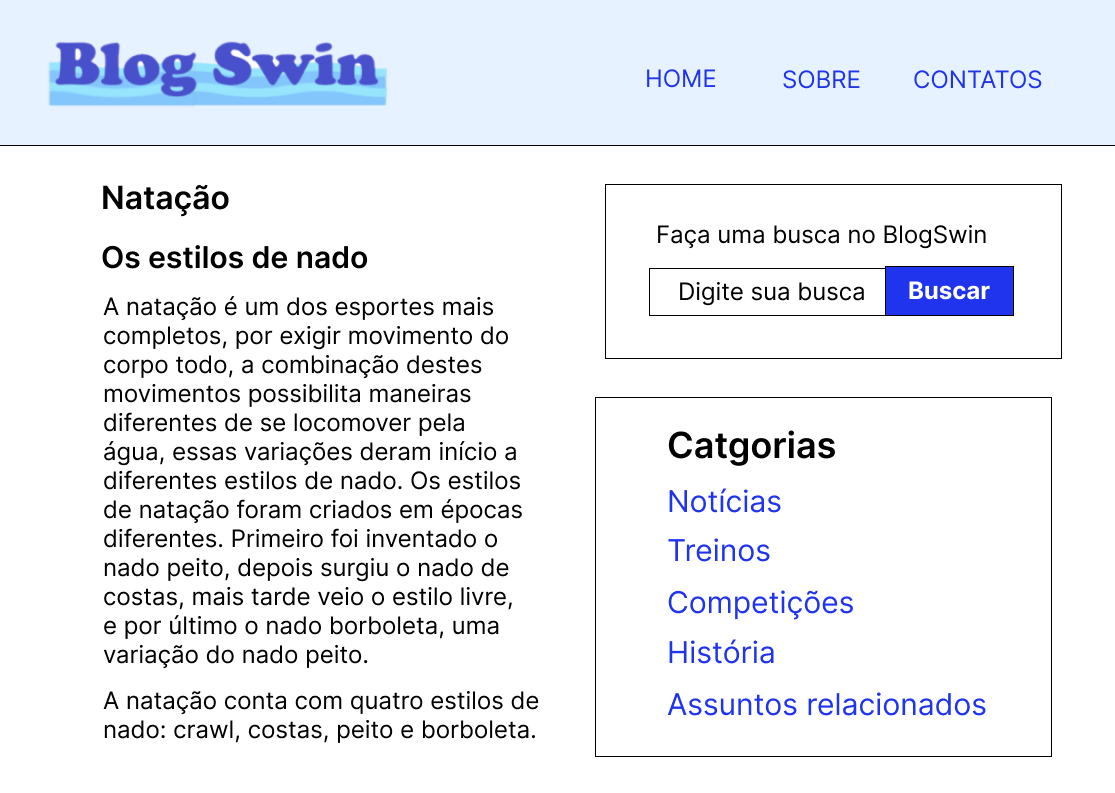 Blog Swin
HOME
SOBRE
CONTATOS
Natação
Os estilos de nado
A natação é um dos esportes mais
completos, por exigir movimento do
corpo todo, a combinação destes
movimentos possibilita maneiras
diferentes de se locomover pela
água, essas variações deram início a
diferentes estilos de nado. Os estilos
de natação foram criados em épocas
diferentes. Primeiro foi inventado o
nado peito, depois surgiu o nado de
costas, mais tarde veio o estilo livre,
e por último o nado borboleta, uma
variação do nado peito.
A natação conta com quatro estilos de
nado: crawl, costas, peito e borboleta.
Faça uma busca no BlogSwin
Digite sua busca
Buscar
Catgorias
Notícias
Treinos
Competições
História
Assuntos relacionados